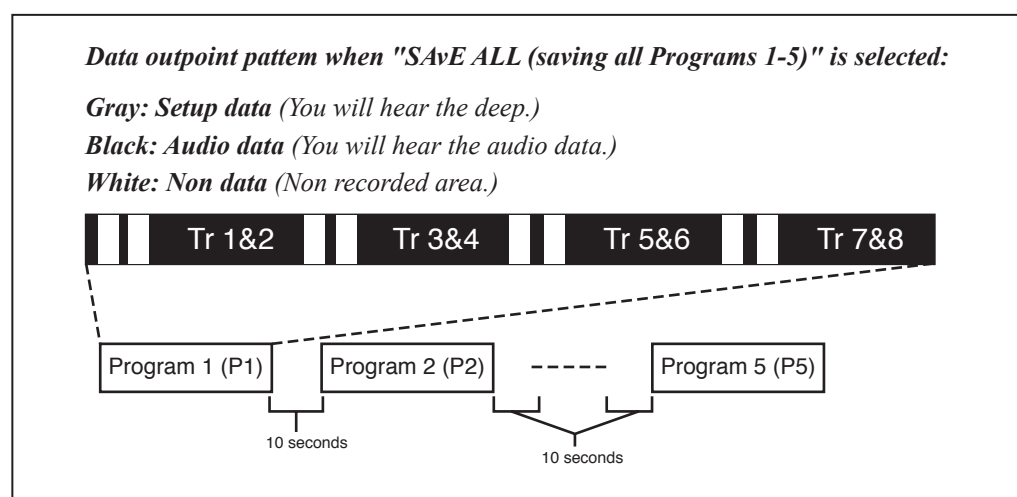 Data outpoint pattem when "SAvE ALL (saving all Programs 1-5)" is selected:
Gray: Setup data (You will hear the deep.)
Black: Audio data (You will hear the audio data.)
White: Non data (Non recorded area.)
Tr 1&2 Tr 3&4 Tr 5&6 Tr 7&8
Program 1 (P1) Program 2 (P2) Program 5 (P5)
10 seconds
10 seconds